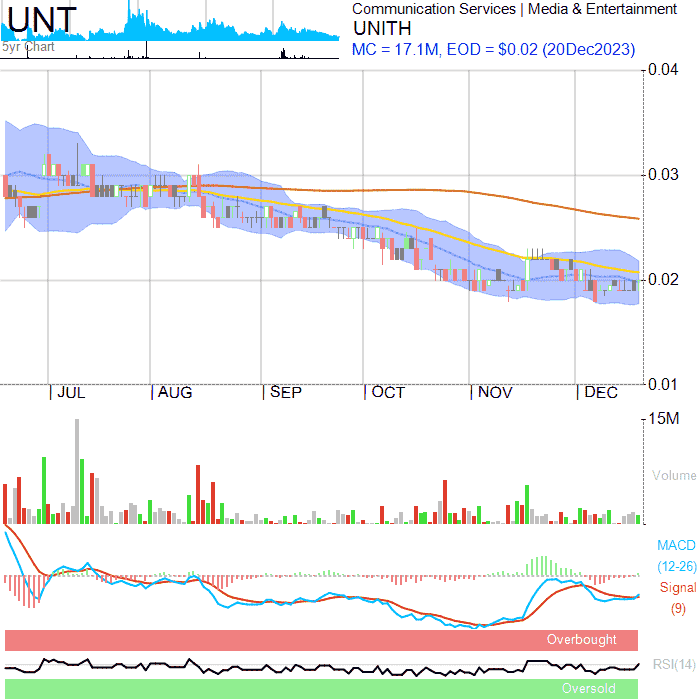 UNT
5yr Chart
Communication Services | Media & Entertainment
UNITH
MC = 17.1M, EOD = $0.02 (20Dec2023)
0.04
0.03
0.02
0.01
JUL
AUG
SEP
OCT
NOV
DEC
15M
Volume
MACD
(12-26)
Signal
(9)
Overbought
RSI(14)
Oversold